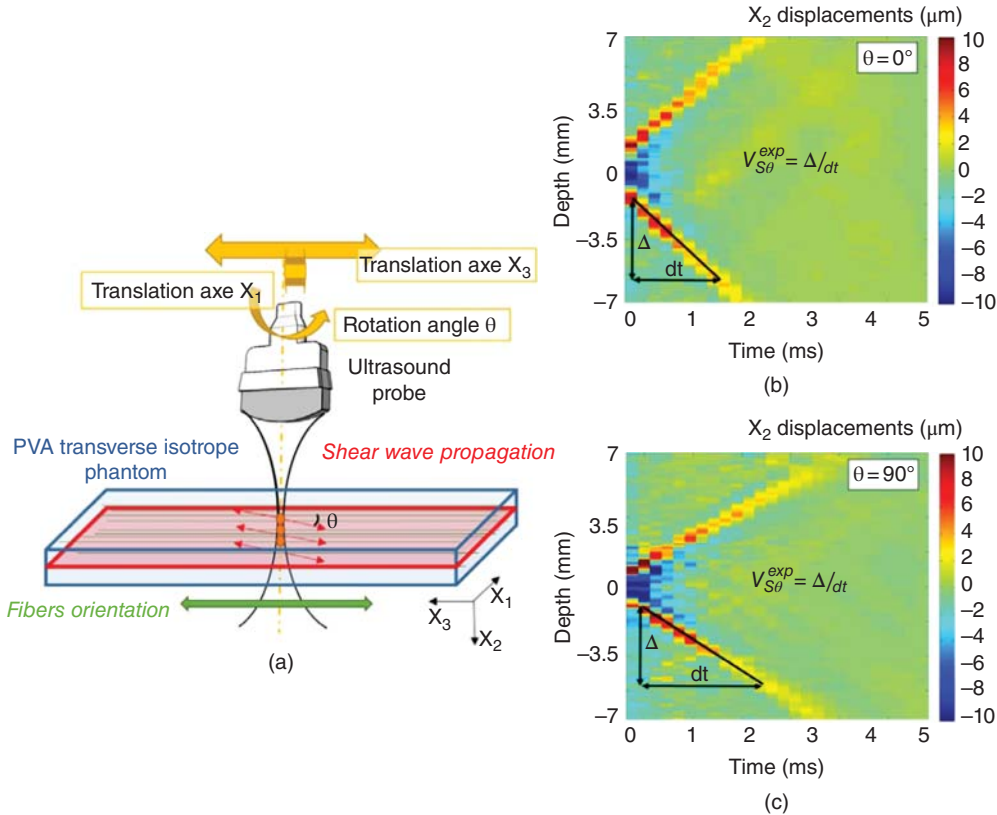 Translation axe X3
Translation axe X1
Rotation angle θ
Ultrasound
probe
PVA transverse isotrope
phantom
Shear wave propagation
θ
Fibers orientation
X1
X3
X2
(a)
X2 displacements (μm)
7
3.5
0
−3.5
−7
Depth (mm)
θ = 0°
V_Sθ^exp = Δ/dt
Δ
dt
10
8
6
4
2
0
−2
−4
−6
−8
−10
0 1 2 3 4 5
Time (ms)
(b)
X2 displacements (μm)
7
3.5
0
−3.5
−7
Depth (mm)
θ = 90°
V_Sθ^exp = Δ/dt
Δ
dt
10
8
6
4
2
0
−2
−4
−6
−8
−10
0 1 2 3 4 5
Time (ms)
(c)